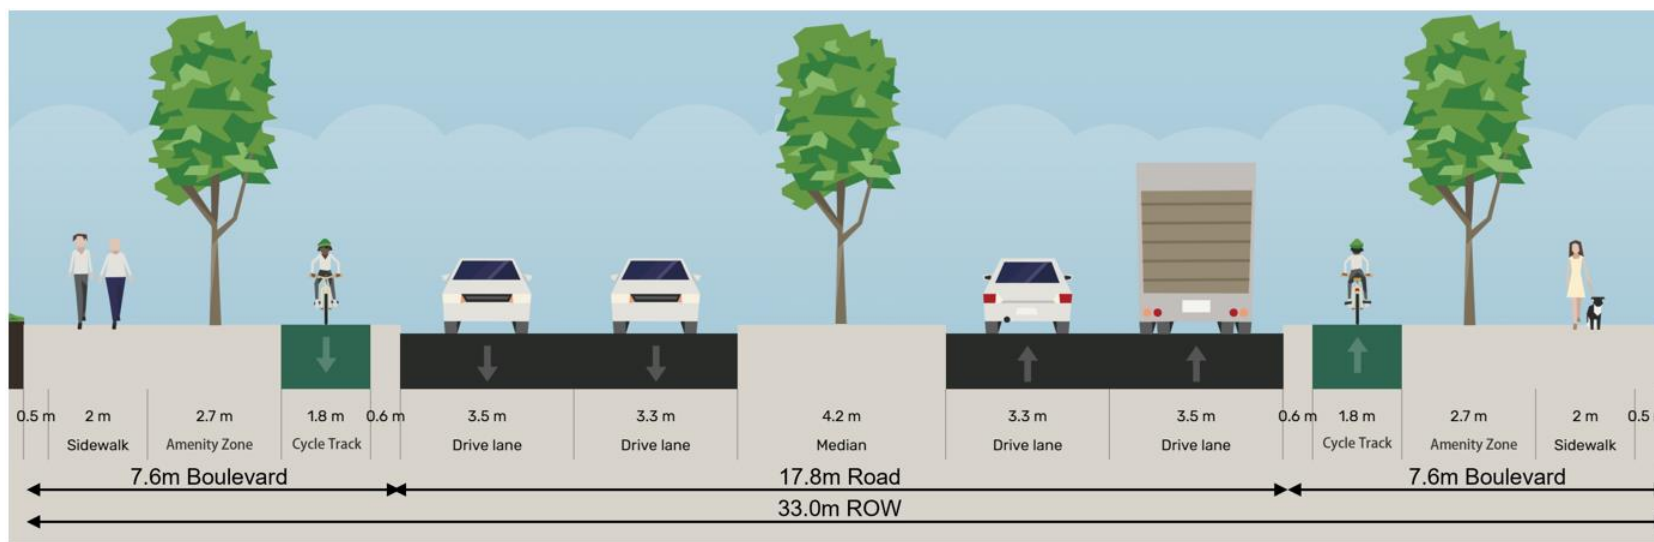 0.5 m 2 m 2.7 m 1.8 m 0.6 m 3.5 m 3.3 m 4.2 m 3.3 m 3.5 m 0.6 m 1.8 m 2.7 m 2 m 0.5
Sidewalk Amenity Zone Cycle Track Drive lane Drive lane Median Drive lane Drive lane Cycle Track Amenity Zone Sidewalk
7.6m Boulevard 17.8m Road 7.6m Boulevard
33.0m ROW